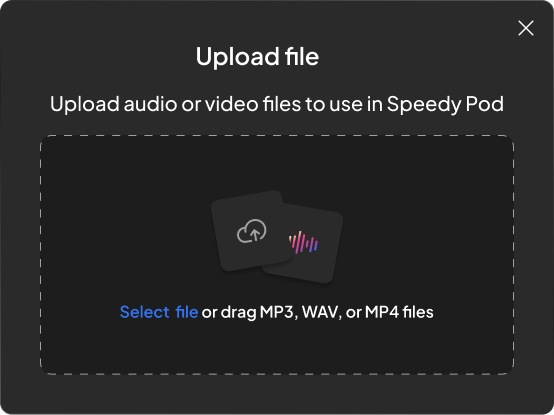 Upload file
Upload audio or video files to use in Speedy Pod
Select file or drag MP3, WAV, or MP4 files